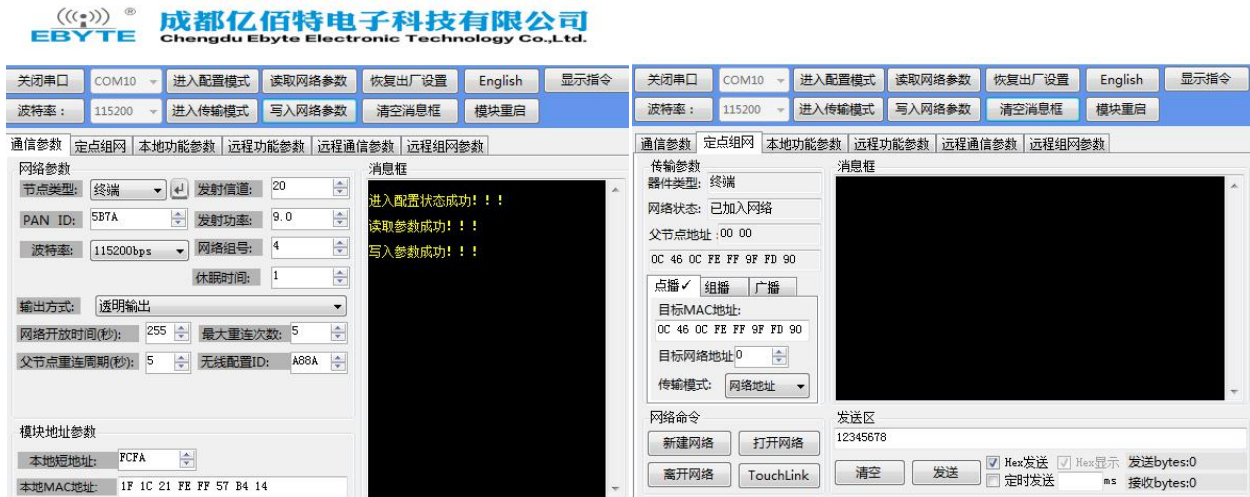 EBYTE ®
成都亿佰特电子科技有限公司
Chengdu Ebyte Electronic Technology Co.,Ltd.
关闭串口 COM10 进入配置模式 读取网络参数 恢复出厂设置 English 显示指令
波特率： 115200 进入传输模式 写入网络参数 清空消息框 模块重启
通信参数 定点组网 本地功能参数 远程功能参数 远程通信参数 远程组网参数
网络参数
节点类型: 终端 发射信道: 20
PAN ID: 5B7A 发射功率: 9.0
波特率: 115200bps 网络组号: 4
休眠时间: 1
输出方式: 透明输出
网络开放时间(秒): 255 最大重连次数: 5
父节点重连周期(秒): 5 无线配置ID: A88A
模块地址参数
本地短地址: FCFA
本地MAC地址: 1F 1C 21 FE FF 57 B4 14
消息框
进入配置状态成功！！！
读取参数成功！！！
写入参数成功！！！
关闭串口 COM10 进入配置模式 读取网络参数 恢复出厂设置 English 显示指令
波特率： 115200 进入传输模式 写入网络参数 清空消息框 模块重启
通信参数 定点组网 本地功能参数 远程功能参数 远程通信参数 远程组网参数
传输参数
器件类型: 终端
网络状态: 已加入网络
父节点地址: 00 00
0C 46 0C FE FF 9F FD 90
点播✓ 组播 广播
目标MAC地址:
0C 46 0C FE FF 9F FD 90
目标网络地址 0
传输模式: 网络地址
网络命令
新建网络 打开网络
离开网络 TouchLink
消息框
发送区
12345678
清空 发送 Hex发送 Hex显示 发送bytes:0
定时发送 ms 接收bytes:0